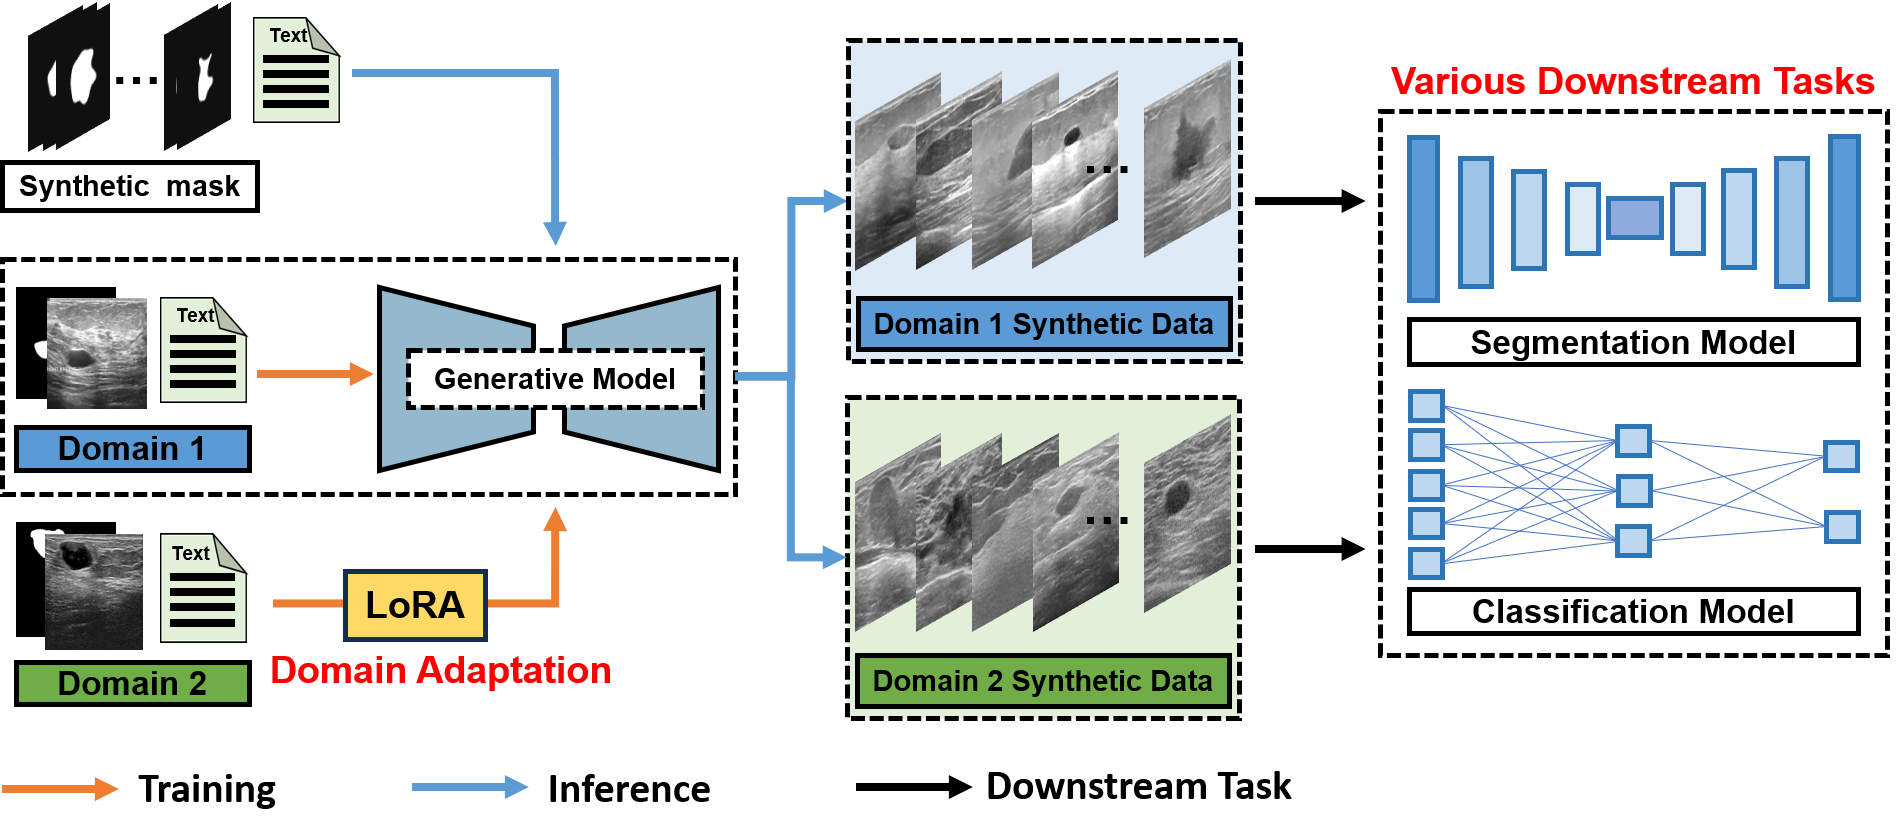 Text
Synthetic mask
Text
Domain 1
Generative Model
Text
Domain 2
LoRA
Domain Adaptation
Domain 1 Synthetic Data
Domain 2 Synthetic Data
Various Downstream Tasks
Segmentation Model
Classification Model
Training
Inference
Downstream Task